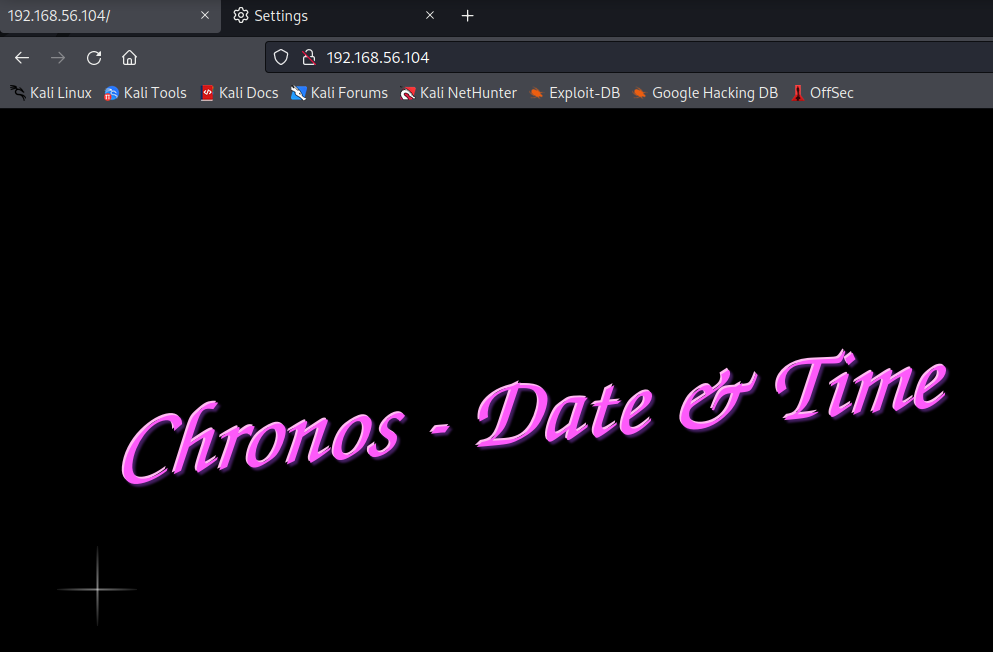 192.168.56.104/ Settings
192.168.56.104
Kali Linux Kali Tools Kali Docs Kali Forums Kali NetHunter Exploit-DB Google Hacking DB OffSec
Chronos - Date & Time